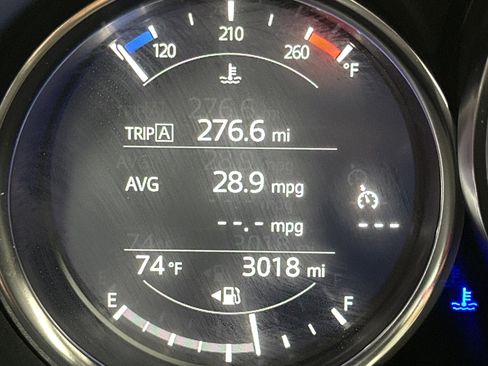 210
120 260
°F
TRIP A 276.6 mi
AVG 28.9 mpg
--.- mpg
---
74 °F 3018 mi
E F